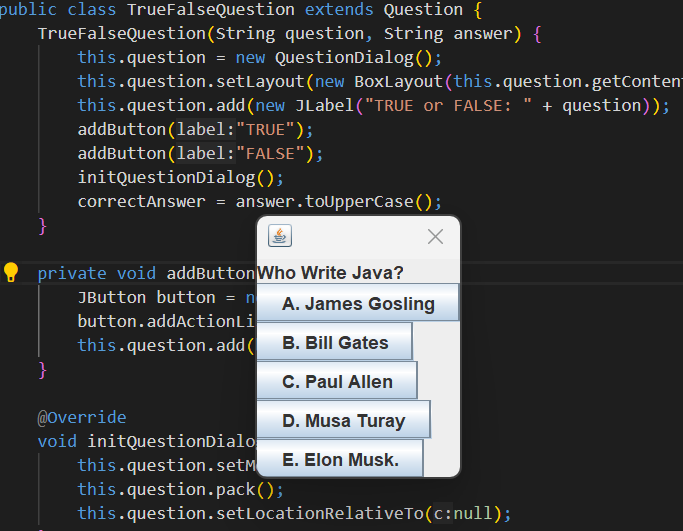 public class TrueFalseQuestion extends Question {
TrueFalseQuestion(String question, String answer) {
this.question = new QuestionDialog();
this.question.setLayout(new BoxLayout(this.question.getConten
this.question.add(new JLabel("TRUE or FALSE: " + question));
addButton(label:"TRUE");
addButton(label:"FALSE");
initQuestionDialog();
correctAnswer = answer.toUpperCase();
}
private void addButton
JButton button = n
button.addActionLi
this.question.add(
}
@Override
void initQuestionDialo
this.question.setM
this.question.pack();
this.question.setLocationRelativeTo(c:null);
Who Write Java?
A. James Gosling
B. Bill Gates
C. Paul Allen
D. Musa Turay
E. Elon Musk.